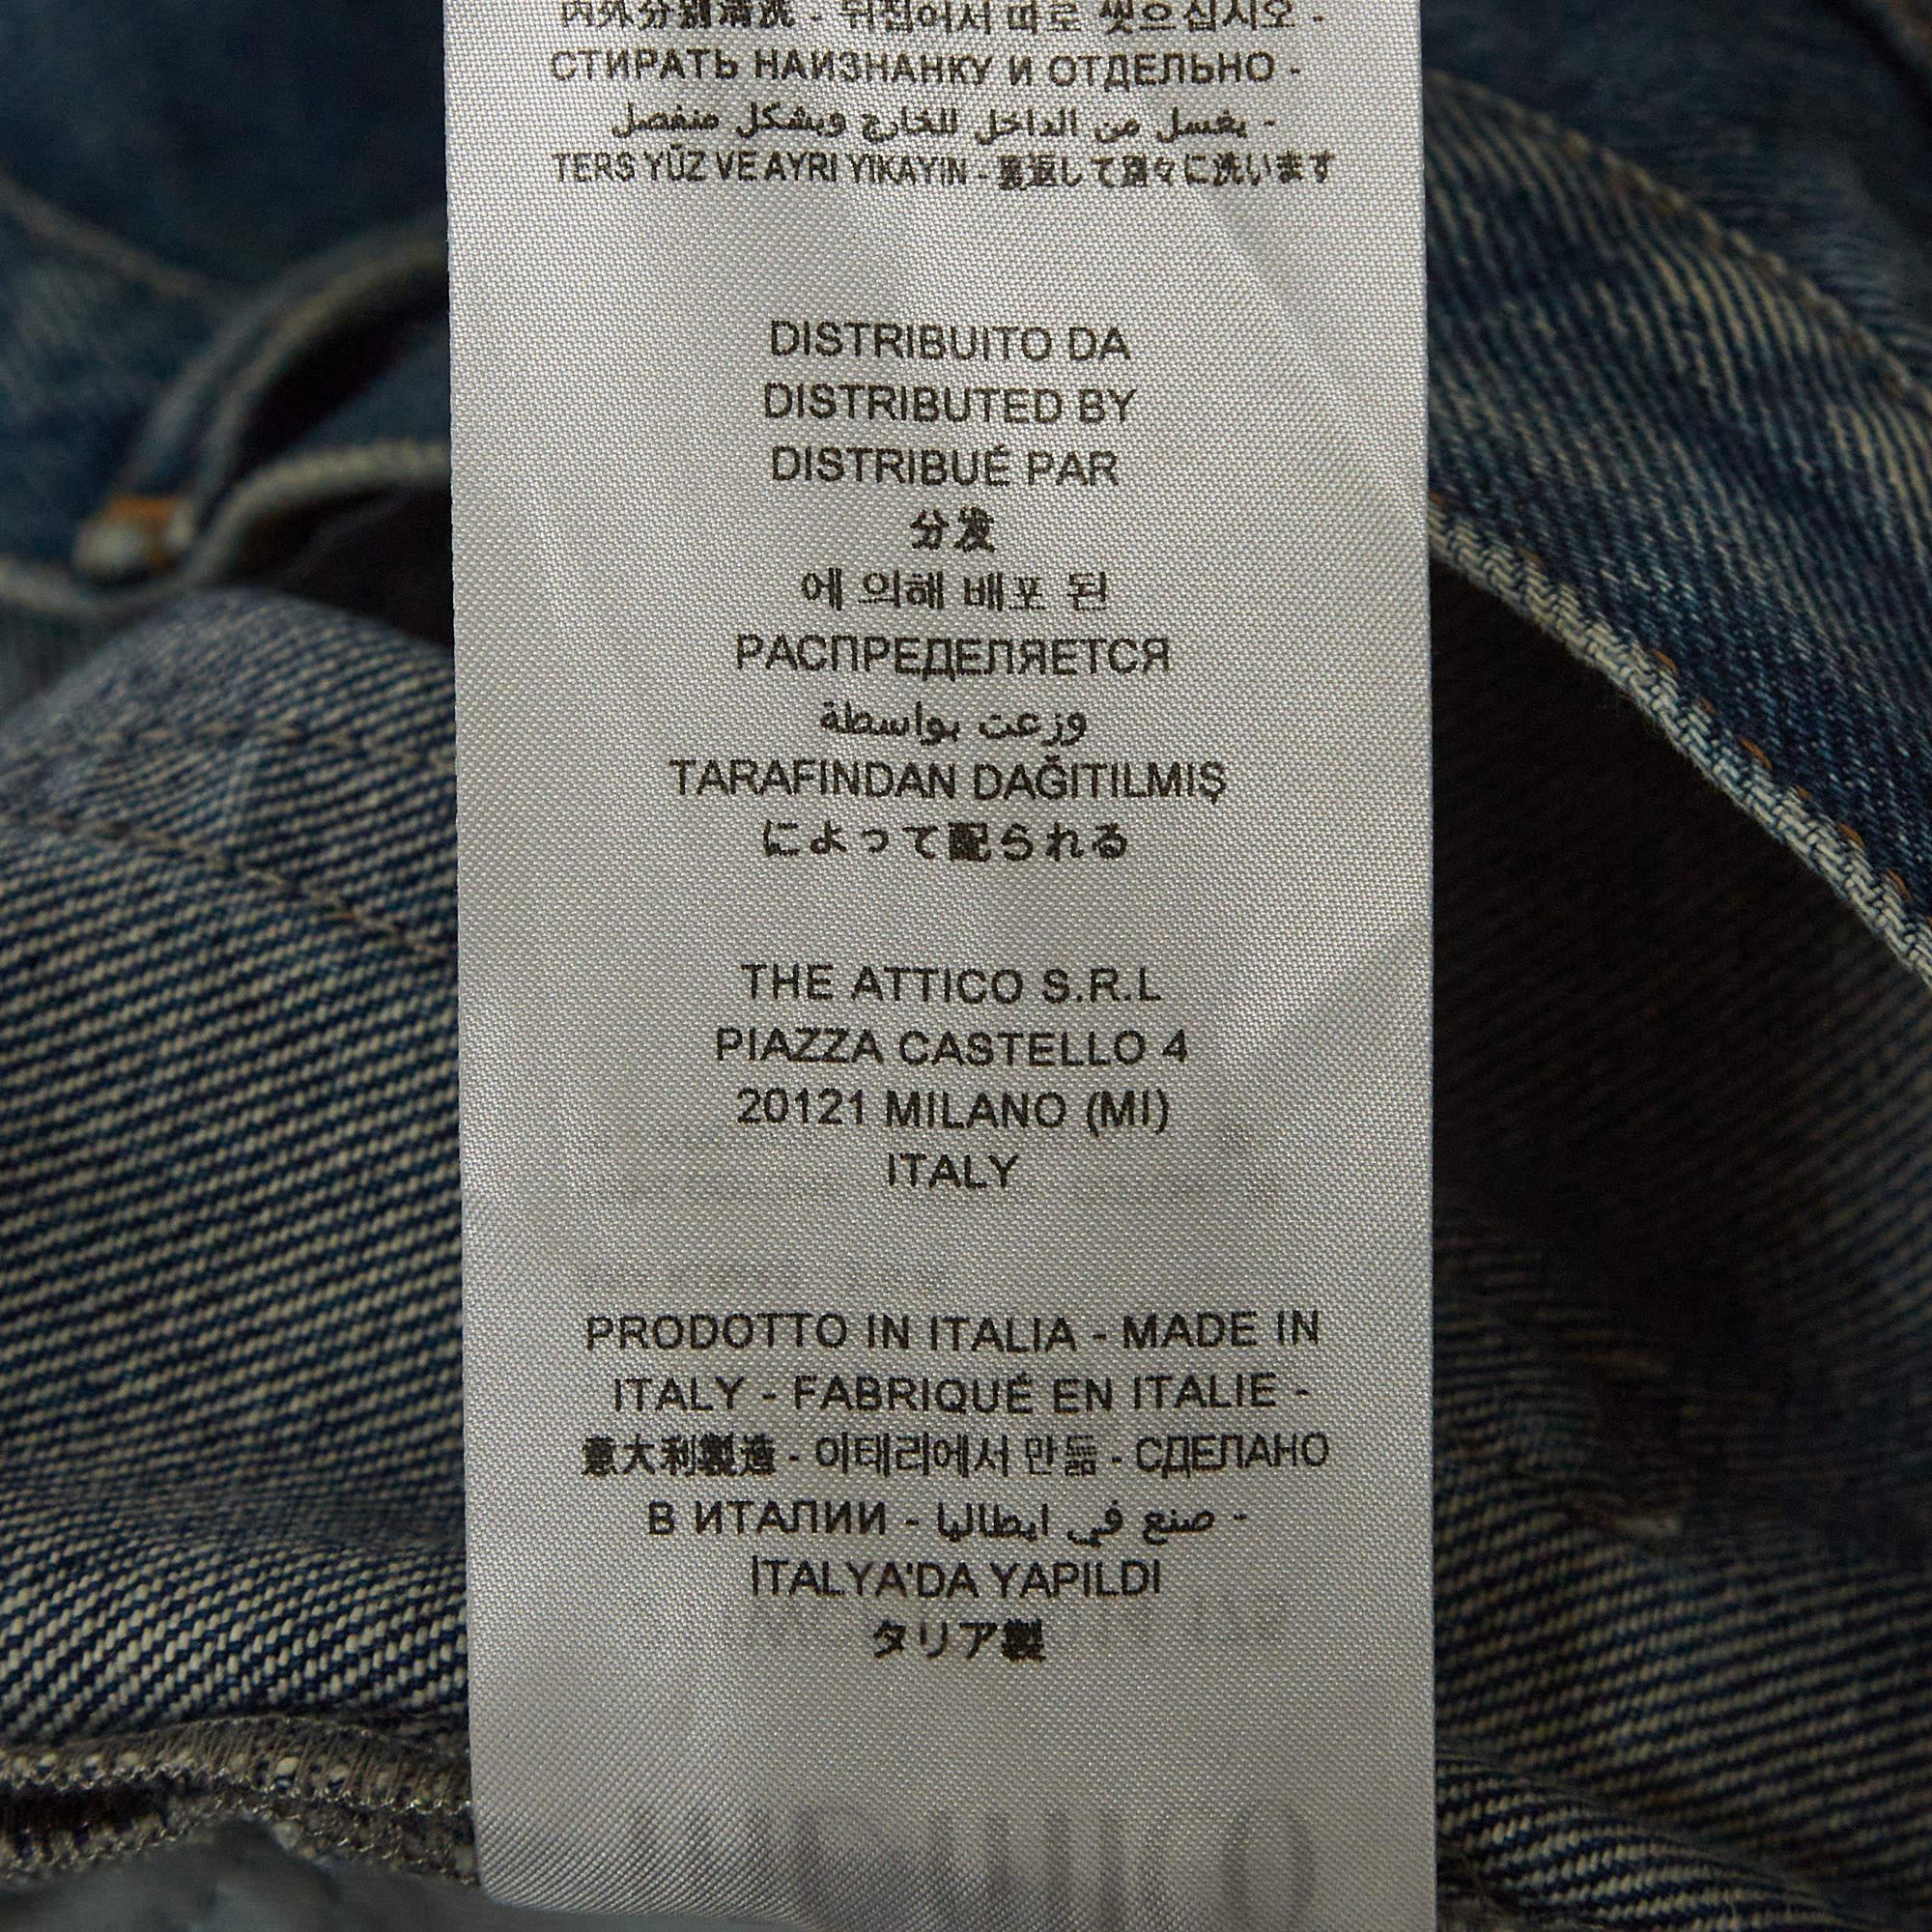 内外分别满洗 - 뒤집어서 따로 씻으십시오 -
СТИРАТЬ НАИЗНАНКУ И ОТДЕЛЬНО -
يغسل من الداخل للخارج وبشكل منفصل -
TERS YÜZ VE AYRI YIKAYIN - 裏返して別々に洗います
DISTRIBUITO DA
DISTRIBUTED BY
DISTRIBUÉ PAR
分发
에 의해 배포 된
РАСПРЕДЕЛЯЕТСЯ
وزعت بواسطة
TARAFINDAN DAĞITILMIŞ
によって配られる
THE ATTICO S.R.L
PIAZZA CASTELLO 4
20121 MILANO (MI)
ITALY
PRODOTTO IN ITALIA - MADE IN
ITALY - FABRIQUÉ EN ITALIE -
意大利製造 - 이태리에서 만듦 - СДЕЛАНО
В ИТАЛИИ - صنع في ايطاليا -
İTALYA'DA YAPILDI
タリア製